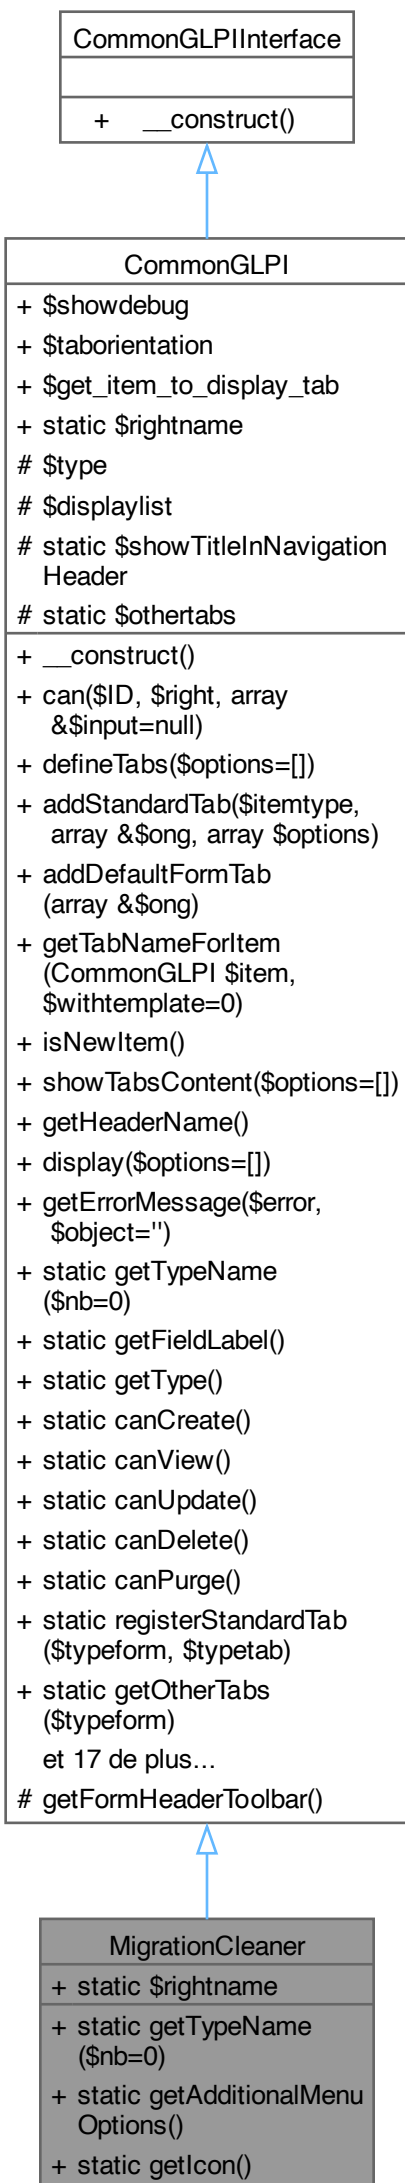 CommonGLPIInterface
+ __construct()
CommonGLPI
+ $showdebug
+ $taborientation
+ $get_item_to_display_tab
+ static $rightname
# $type
# $displaylist
# static $showTitleInNavigation
Header
# static $othertabs
+ __construct()
+ can($ID, $right, array
&$input=null)
+ defineTabs($options=[])
+ addStandardTab($itemtype,
array &$ong, array $options)
+ addDefaultFormTab
(array &$ong)
+ getTabNameForItem
(CommonGLPI $item,
$withtemplate=0)
+ isNewItem()
+ showTabsContent($options=[])
+ getHeaderName()
+ display($options=[])
+ getErrorMessage($error,
$object='')
+ static getTypeName
($nb=0)
+ static getFieldLabel()
+ static getType()
+ static canCreate()
+ static canView()
+ static canUpdate()
+ static canDelete()
+ static canPurge()
+ static registerStandardTab
($typeform, $typetab)
+ static getOtherTabs
($typeform)
et 17 de plus...
# getFormHeaderToolbar()
MigrationCleaner
+ static $rightname
+ static getTypeName
($nb=0)
+ static getAdditionalMenu
Options()
+ static getIcon()